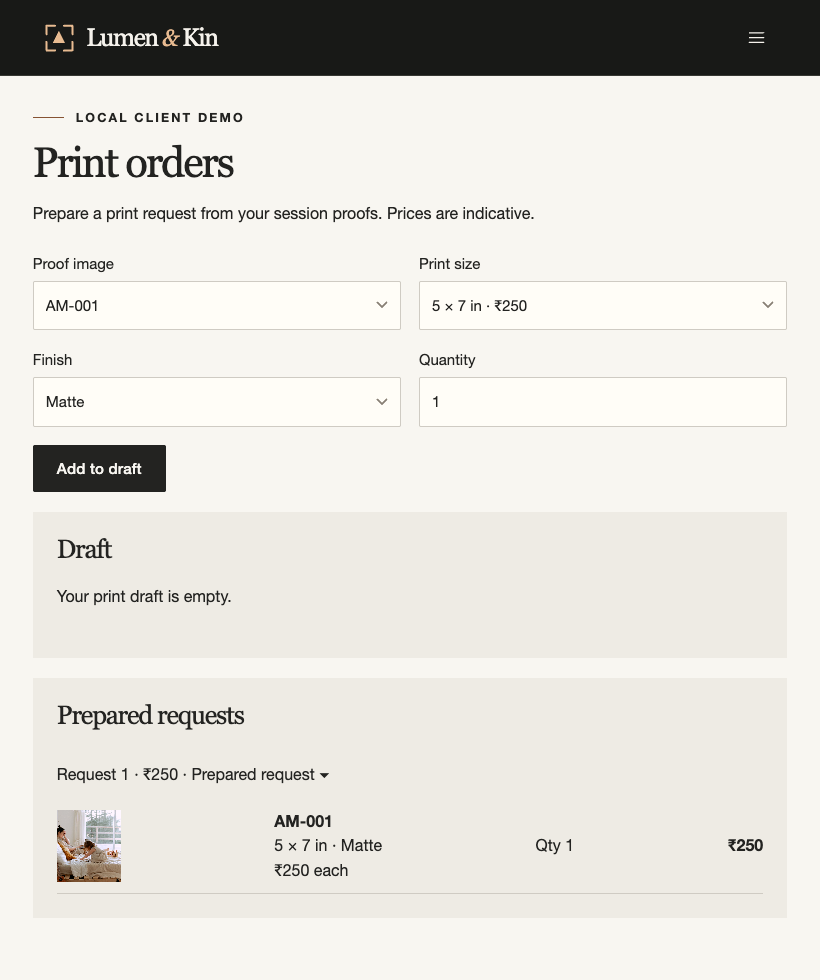 Lumen & Kin
LOCAL CLIENT DEMO
Print orders
Prepare a print request from your session proofs. Prices are indicative.
Proof image
Print size
AM-001
5 × 7 in · ₹250
Finish
Quantity
Matte
1
Add to draft
Draft
Your print draft is empty.
Prepared requests
Request 1 · ₹250 · Prepared request
AM-001
5 × 7 in · Matte
₹250 each
Qty 1
₹250